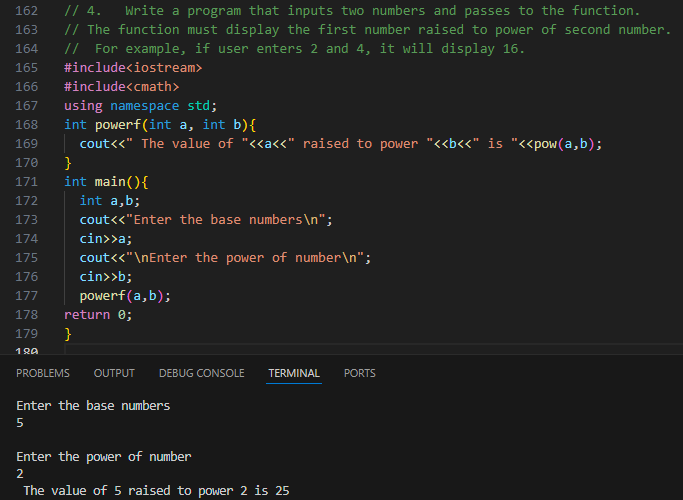 162 // 4.   Write a program that inputs two numbers and passes to the function.
163 // The function must display the first number raised to power of second number.
164 //  For example, if user enters 2 and 4, it will display 16.
165 #include<iostream>
166 #include<cmath>
167 using namespace std;
168 int powerf(int a, int b){
169   cout<<" The value of "<<a<<" raised to power "<<b<<" is "<<pow(a,b);
170 }
171 int main(){
172   int a,b;
173   cout<<"Enter the base numbers\n";
174   cin>>a;
175   cout<<"\nEnter the power of number\n";
176   cin>>b;
177   powerf(a,b);
178 return 0;
179 }
180
PROBLEMS OUTPUT DEBUG CONSOLE TERMINAL PORTS
Enter the base numbers
5
Enter the power of number
2
 The value of 5 raised to power 2 is 25